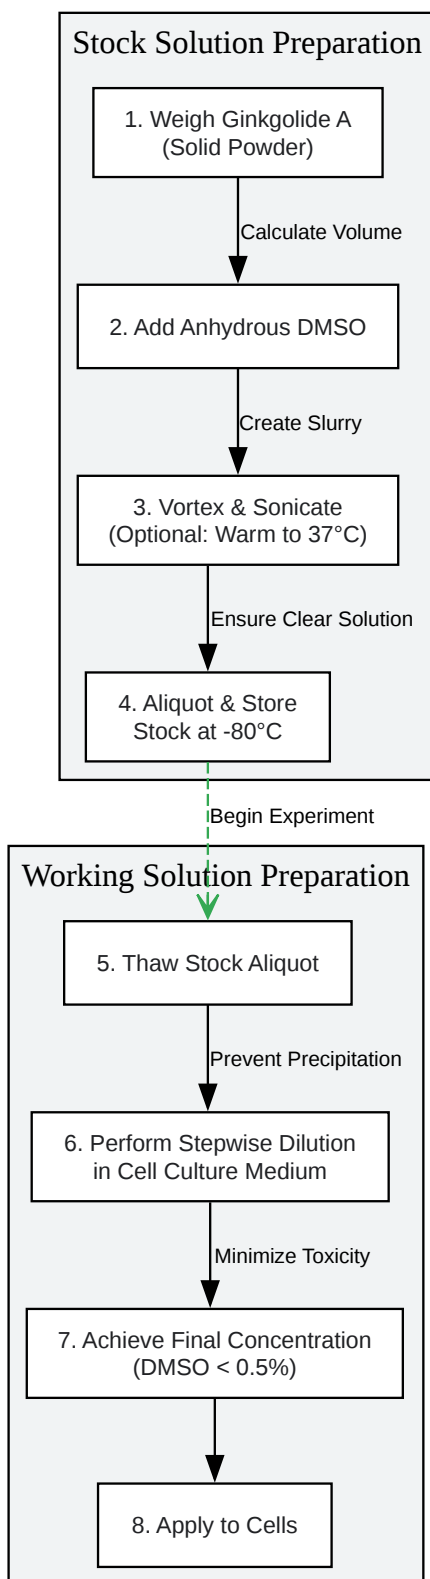 Stock Solution Preparation
1. Weigh Ginkgolide A
(Solid Powder)
Calculate Volume
2. Add Anhydrous DMSO
Create Slurry
3. Vortex & Sonicate
(Optional: Warm to 37°C)
Ensure Clear Solution
4. Aliquot & Store
Stock at -80°C
Begin Experiment
Working Solution Preparation
5. Thaw Stock Aliquot
Prevent Precipitation
6. Perform Stepwise Dilution
in Cell Culture Medium
Minimize Toxicity
7. Achieve Final Concentration
(DMSO < 0.5%)
8. Apply to Cells